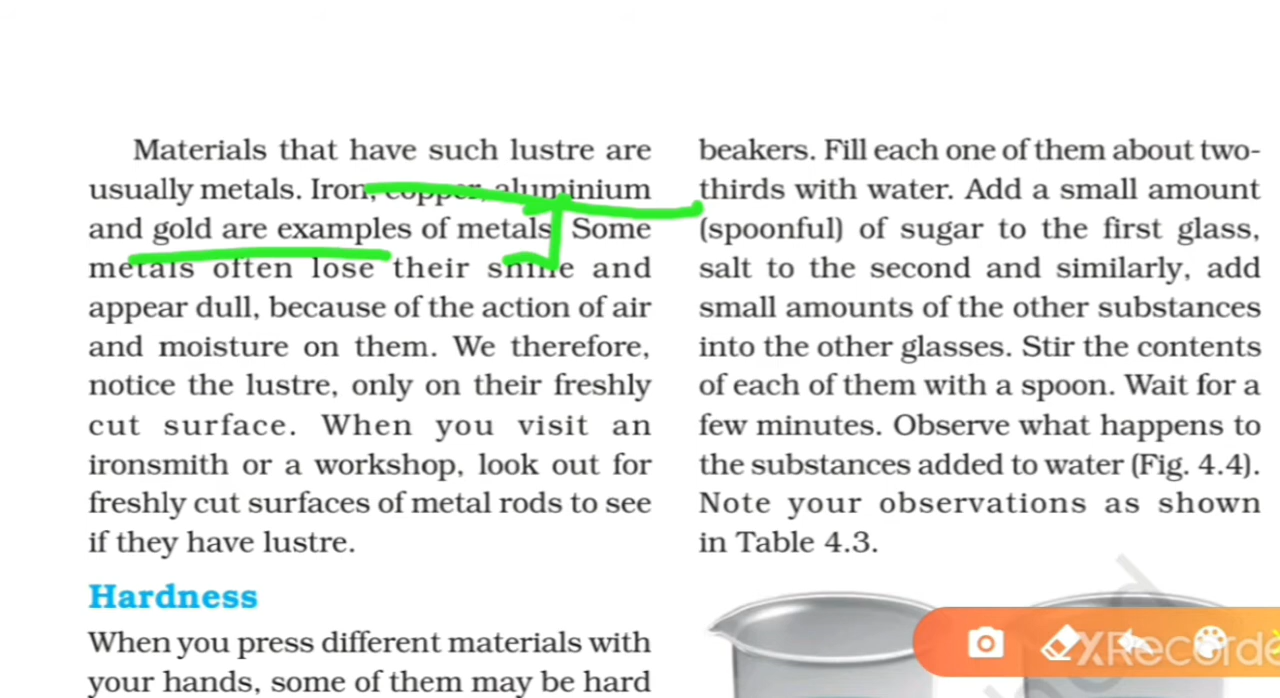 Materials that have such lustre are
usually metals. Iron, copper, aluminium
and gold are examples of metals. Some
metals often lose their shine and
appear dull, because of the action of air
and moisture on them. We therefore,
notice the lustre, only on their freshly
cut surface. When you visit an
ironsmith or a workshop, look out for
freshly cut surfaces of metal rods to see
if they have lustre.
Hardness
When you press different materials with
your hands, some of them may be hard
beakers. Fill each one of them about two-
thirds with water. Add a small amount
(spoonful) of sugar to the first glass,
salt to the second and similarly, add
small amounts of the other substances
into the other glasses. Stir the contents
of each of them with a spoon. Wait for a
few minutes. Observe what happens to
the substances added to water (Fig. 4.4).
Note your observations as shown
in Table 4.3.
XRecorde